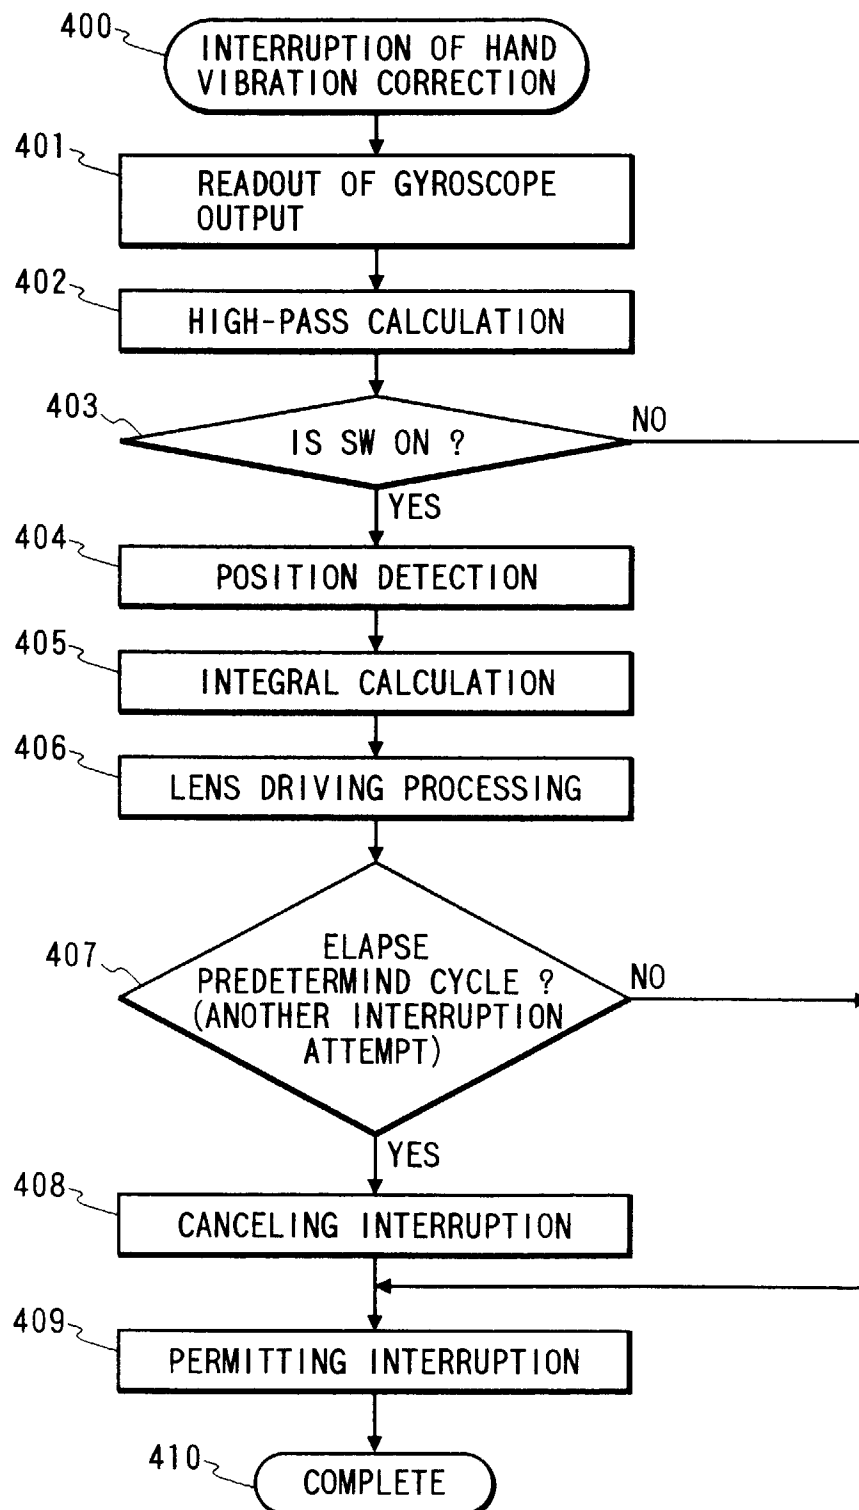 400
INTERRUPTION OF HAND
VIBRATION CORRECTION
401
READOUT OF GYROSCOPE
OUTPUT
402
HIGH-PASS CALCULATION
403
IS SW ON ?
NO
YES
404
POSITION DETECTION
405
INTEGRAL CALCULATION
406
LENS DRIVING PROCESSING
407
ELAPSE
PREDETERMIND CYCLE ?
(ANOTHER INTERRUPTION
ATTEMPT)
NO
YES
408
CANCELING INTERRUPTION
409
PERMITTING INTERRUPTION
410
COMPLETE